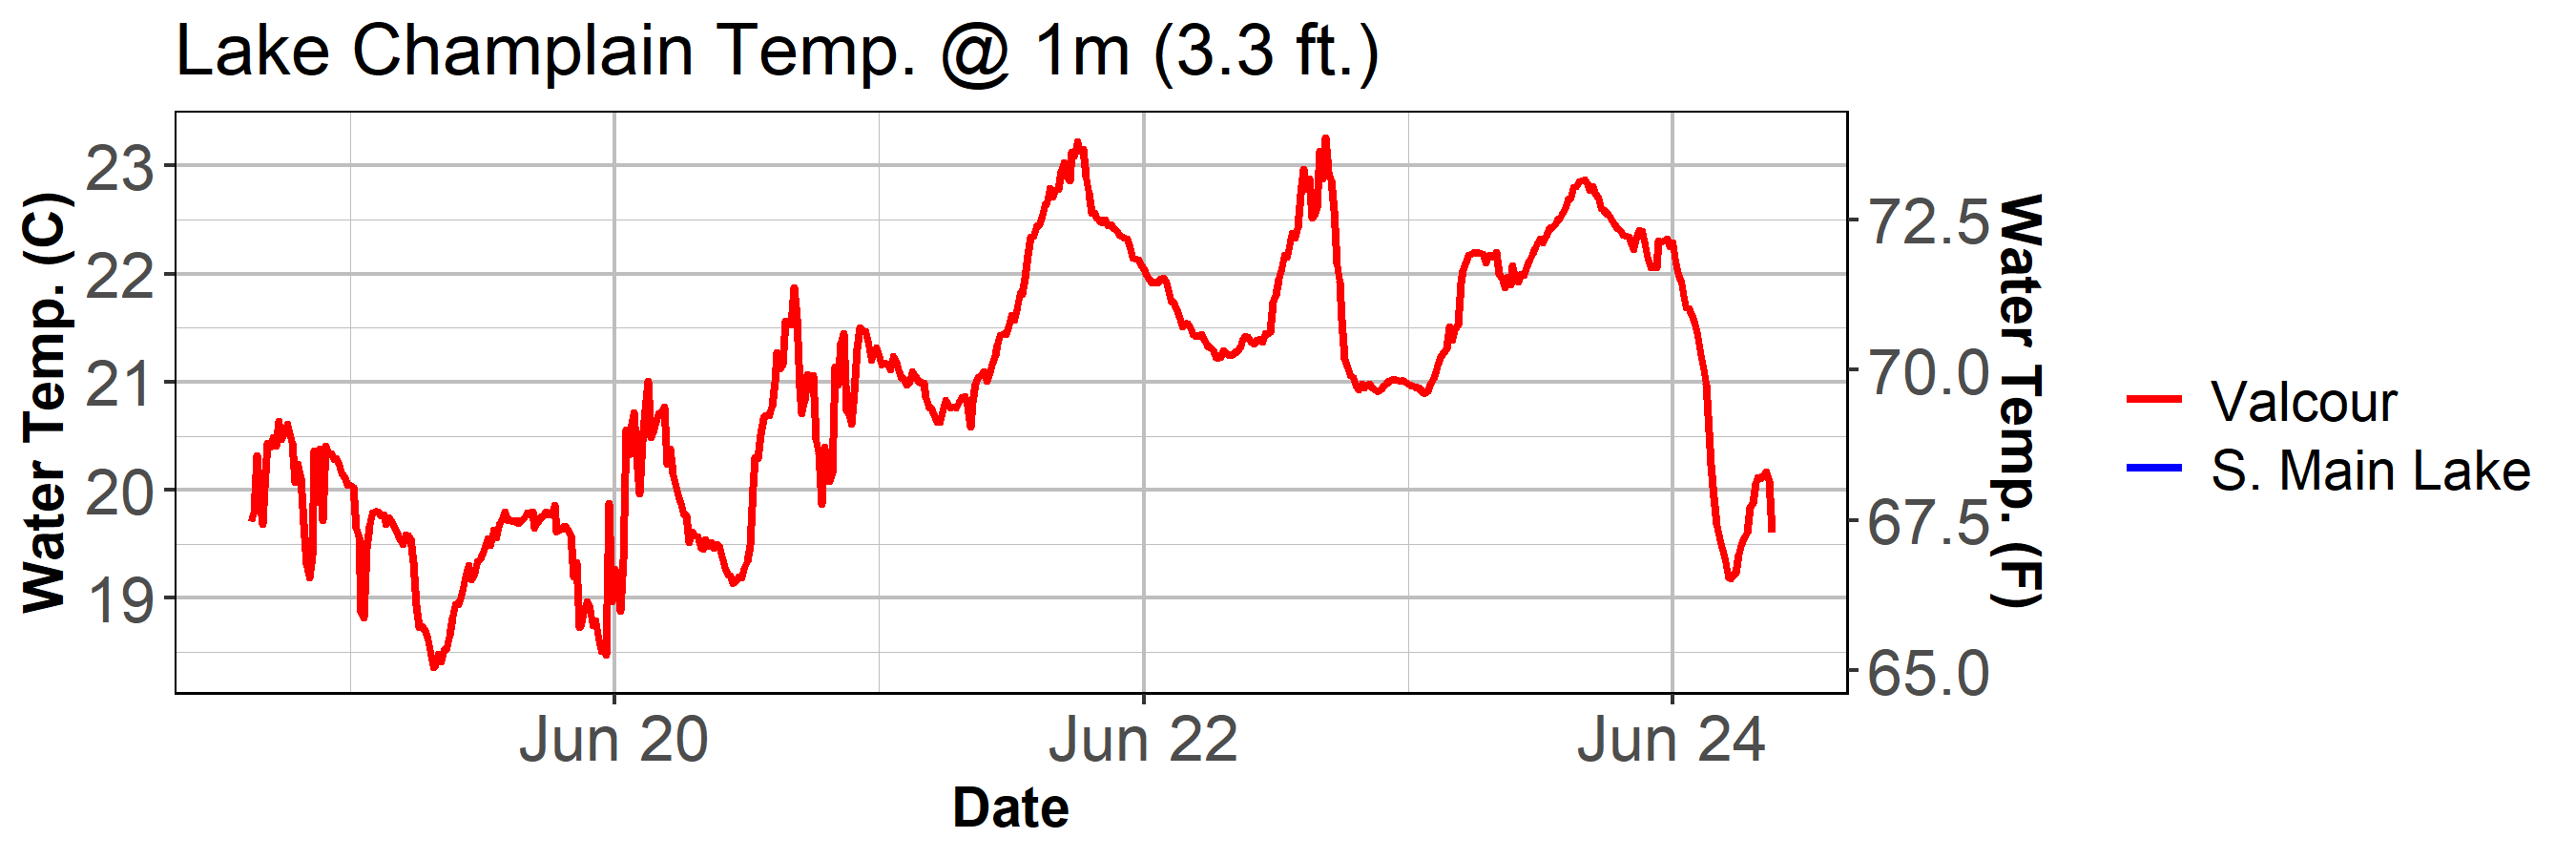 Lake Champlain Temp. @ 1m (3.3 ft.)
Water Temp. (C)
23
22
21
20
19
72.5
70.0
67.5
65.0
Water Temp. (F)
Jun 20
Jun 22
Jun 24
Date
Valcour
S. Main Lake